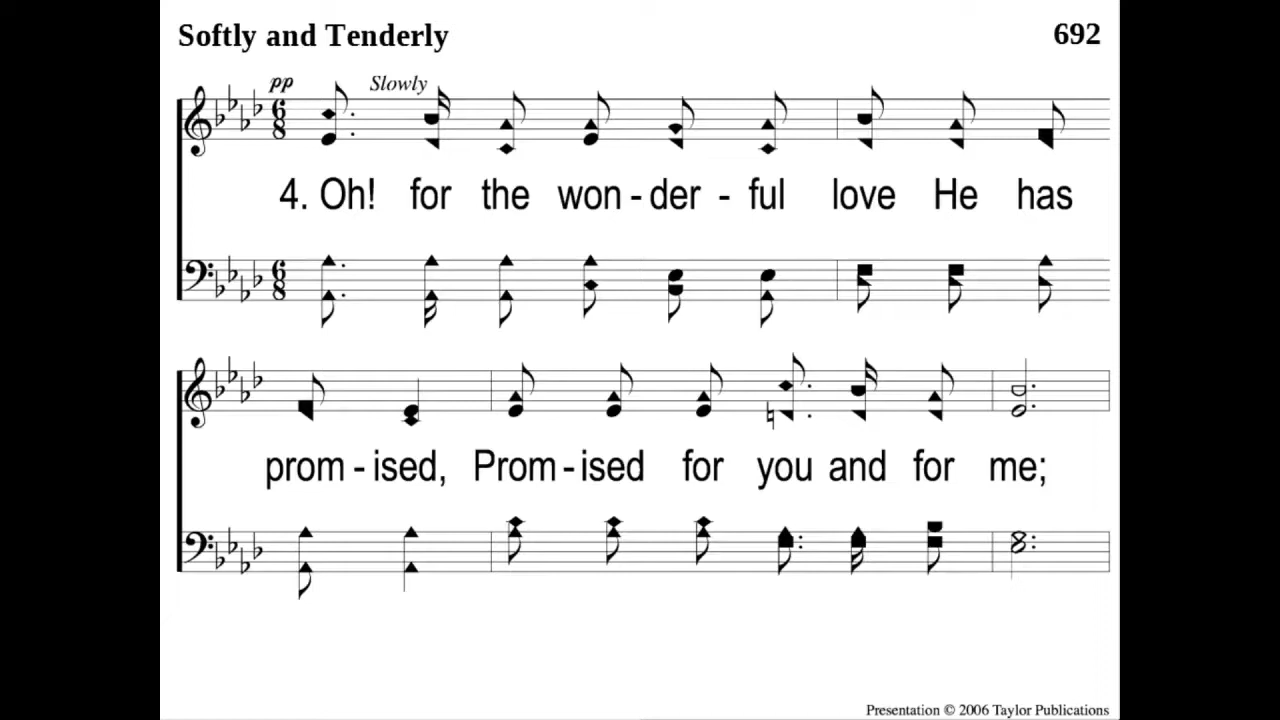 Softly and Tenderly 692
pp Slowly
4. Oh! for the won - der - ful love He has
prom - ised, Prom - ised for you and for me;
Presentation © 2006 Taylor Publications